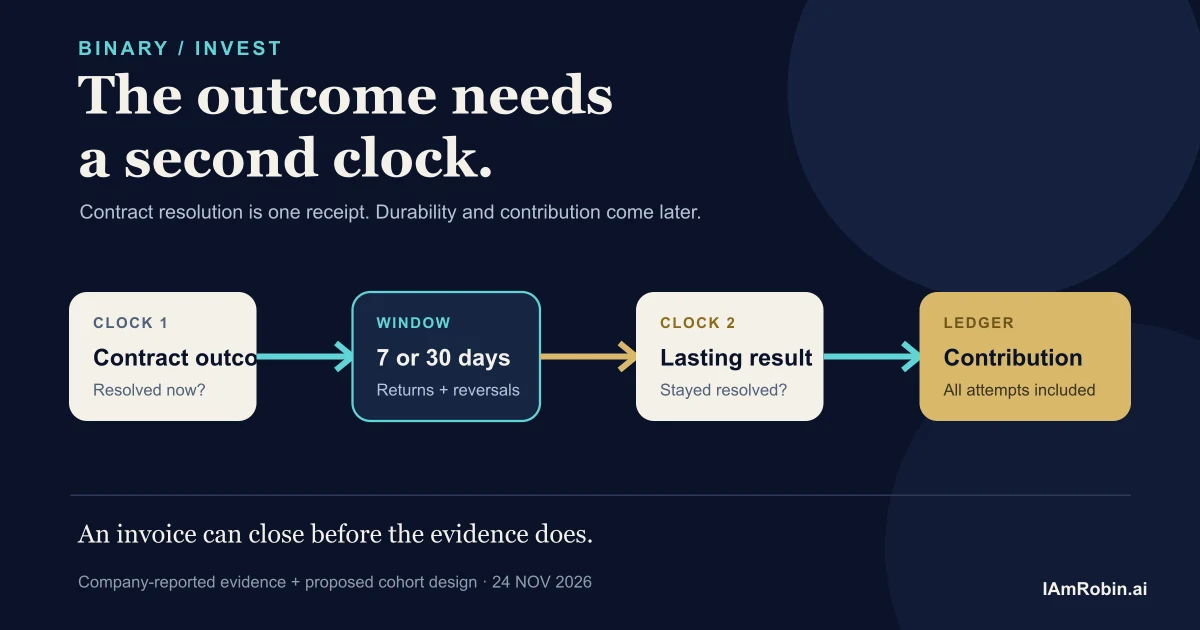 BINARY / INVEST
The outcome needs
a second clock.
Contract resolution is one receipt. Durability and contribution come later.
CLOCK 1
Contract outco
Resolved now?
WINDOW
7 or 30 days
Returns + reversals
CLOCK 2
Lasting result
Stayed resolved?
LEDGER
Contribution
All attempts included
An invoice can close before the evidence does.
Company-reported evidence + proposed cohort design · 24 NOV 2026
IAmRobin.ai